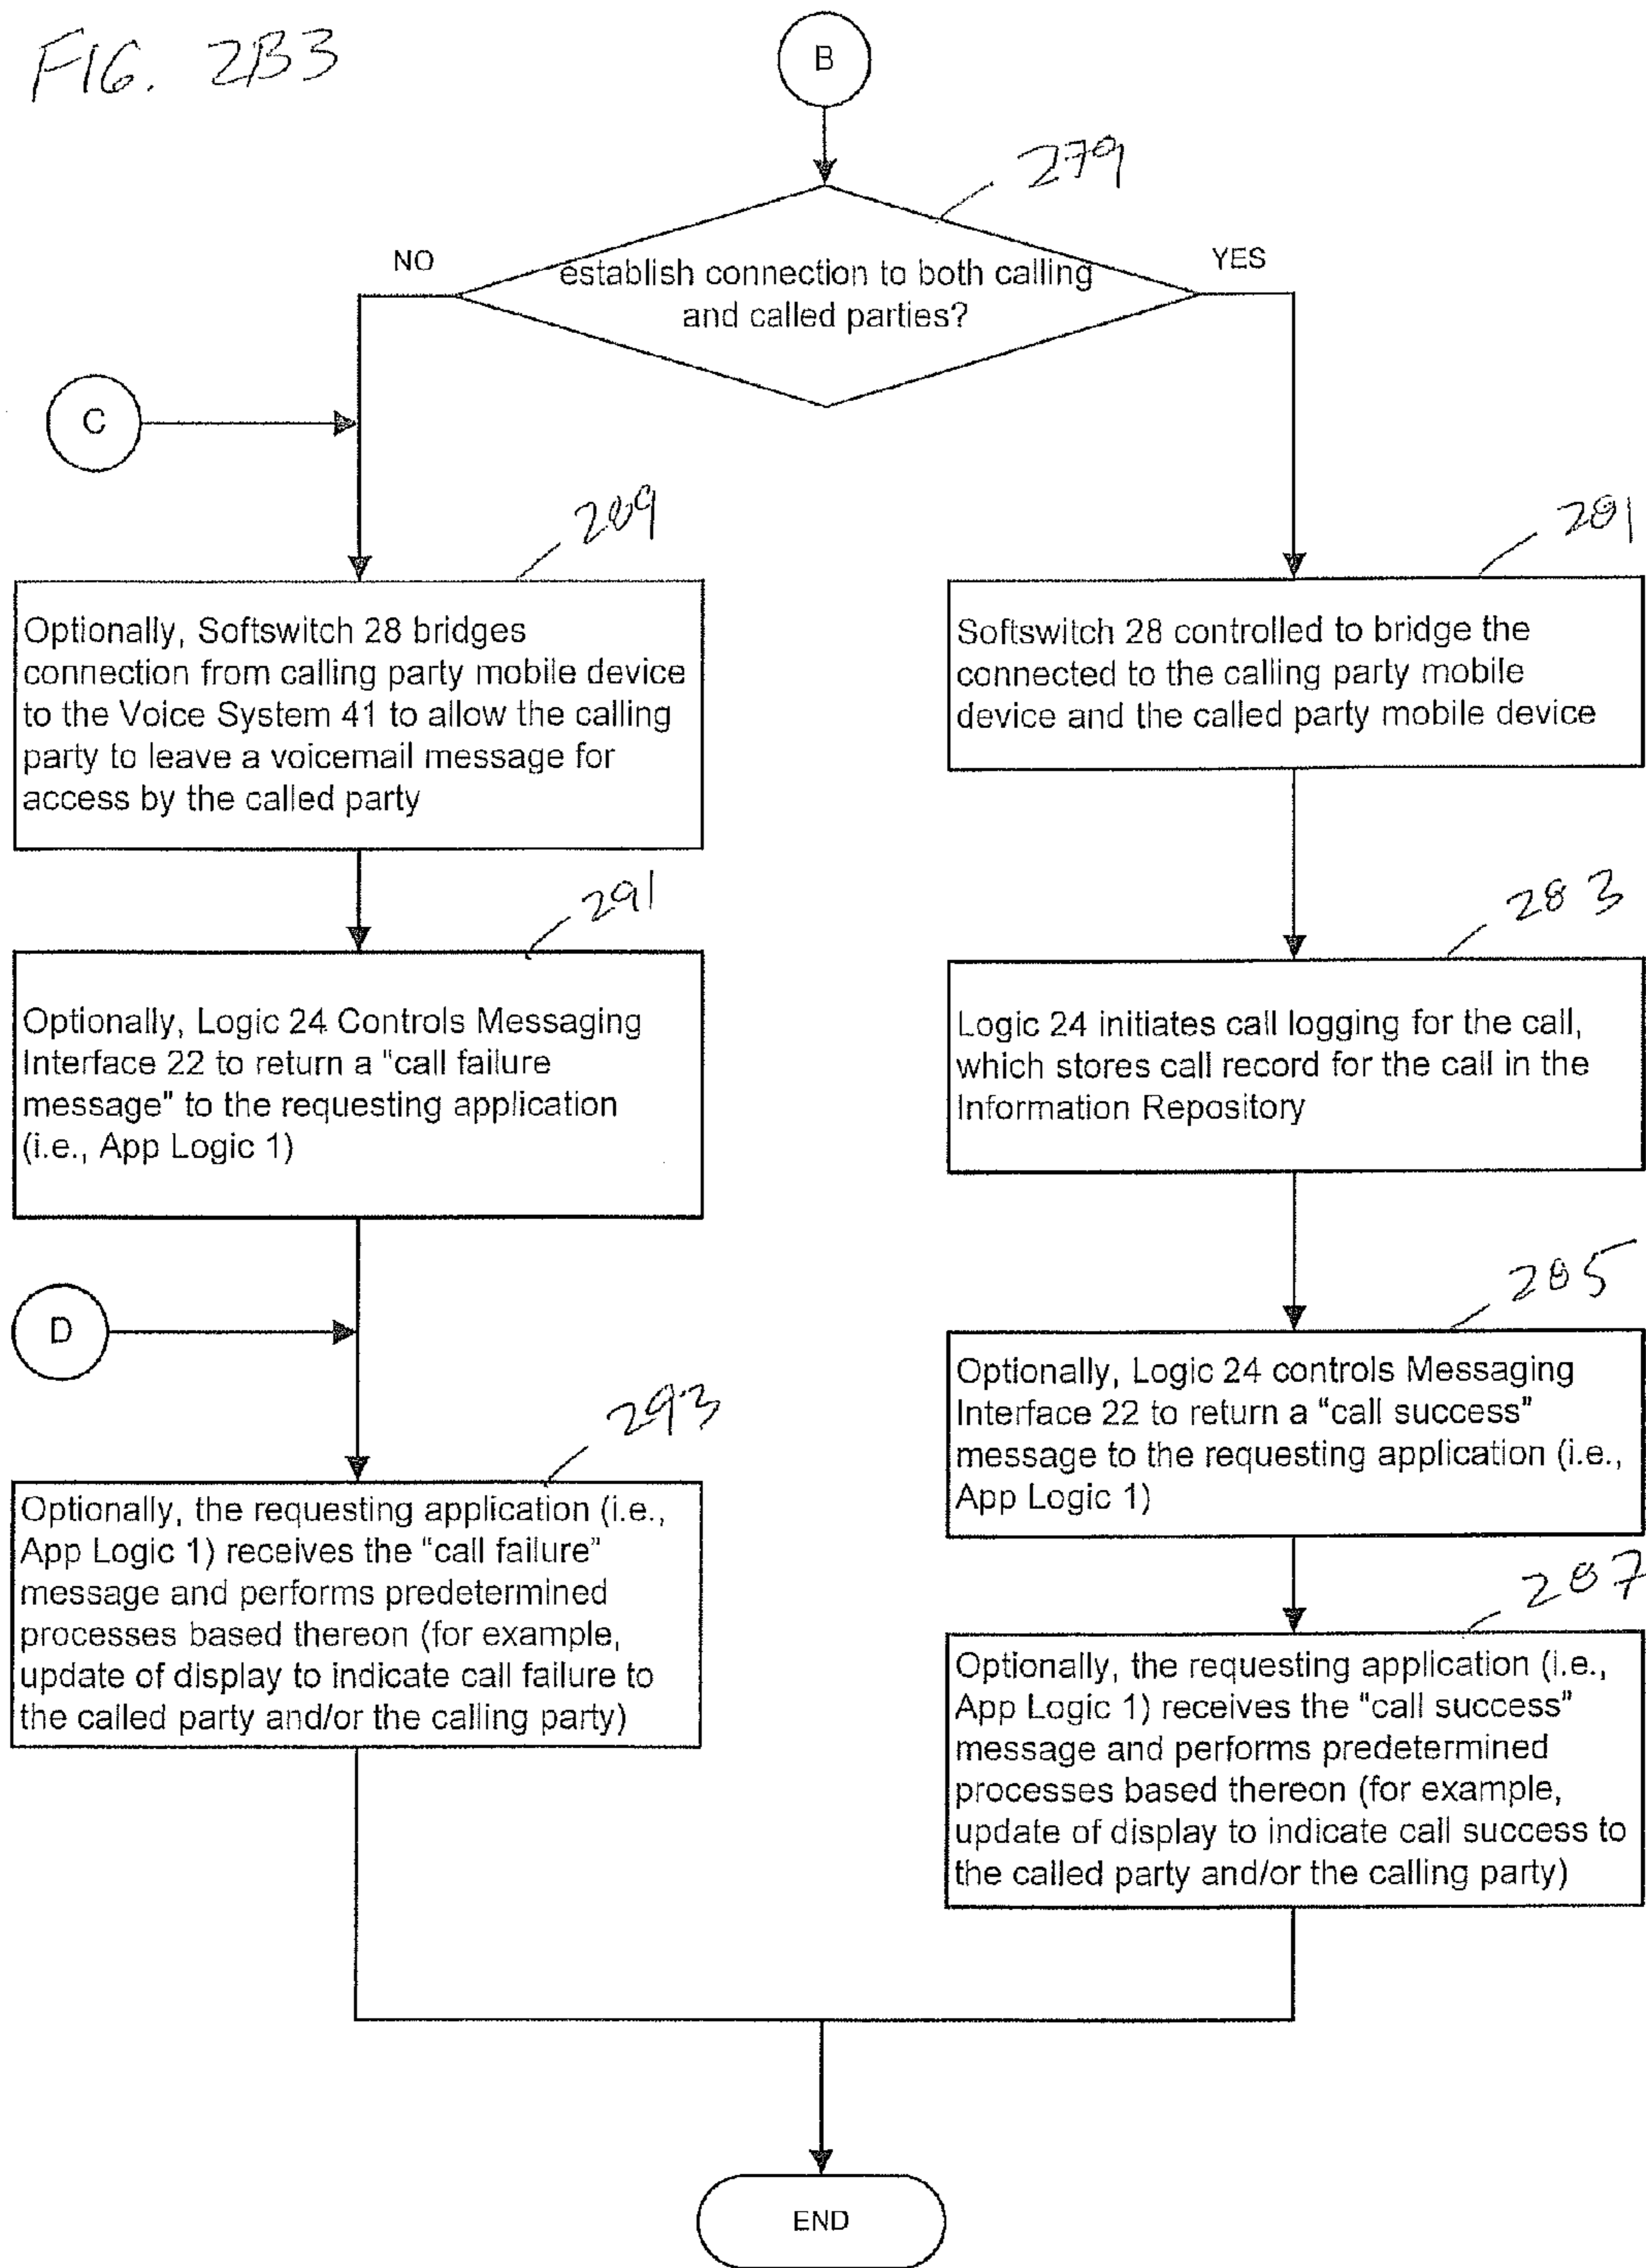 FIG. 2B3
B
279
NO
YES
establish connection to both calling
and called parties?
C
289
281
Optionally, Softswitch 28 bridges
connection from calling party mobile device
to the Voice System 41 to allow the calling
party to leave a voicemail message for
access by the called party
Softswitch 28 controlled to bridge the
connected to the calling party mobile
device and the called party mobile device
291
283
Optionally, Logic 24 Controls Messaging
Interface 22 to return a "call failure
message" to the requesting application
(i.e., App Logic 1)
Logic 24 initiates call logging for the call,
which stores call record for the call in the
Information Repository
D
285
293
Optionally, Logic 24 controls Messaging
Interface 22 to return a “call success”
message to the requesting application (i.e.,
App Logic 1)
Optionally, the requesting application (i.e.,
App Logic 1) receives the “call failure”
message and performs predetermined
processes based thereon (for example,
update of display to indicate call failure to
the called party and/or the calling party)
287
Optionally, the requesting application (i.e.,
App Logic 1) receives the “call success”
message and performs predetermined
processes based thereon (for example,
update of display to indicate call success to
the called party and/or the calling party)
END